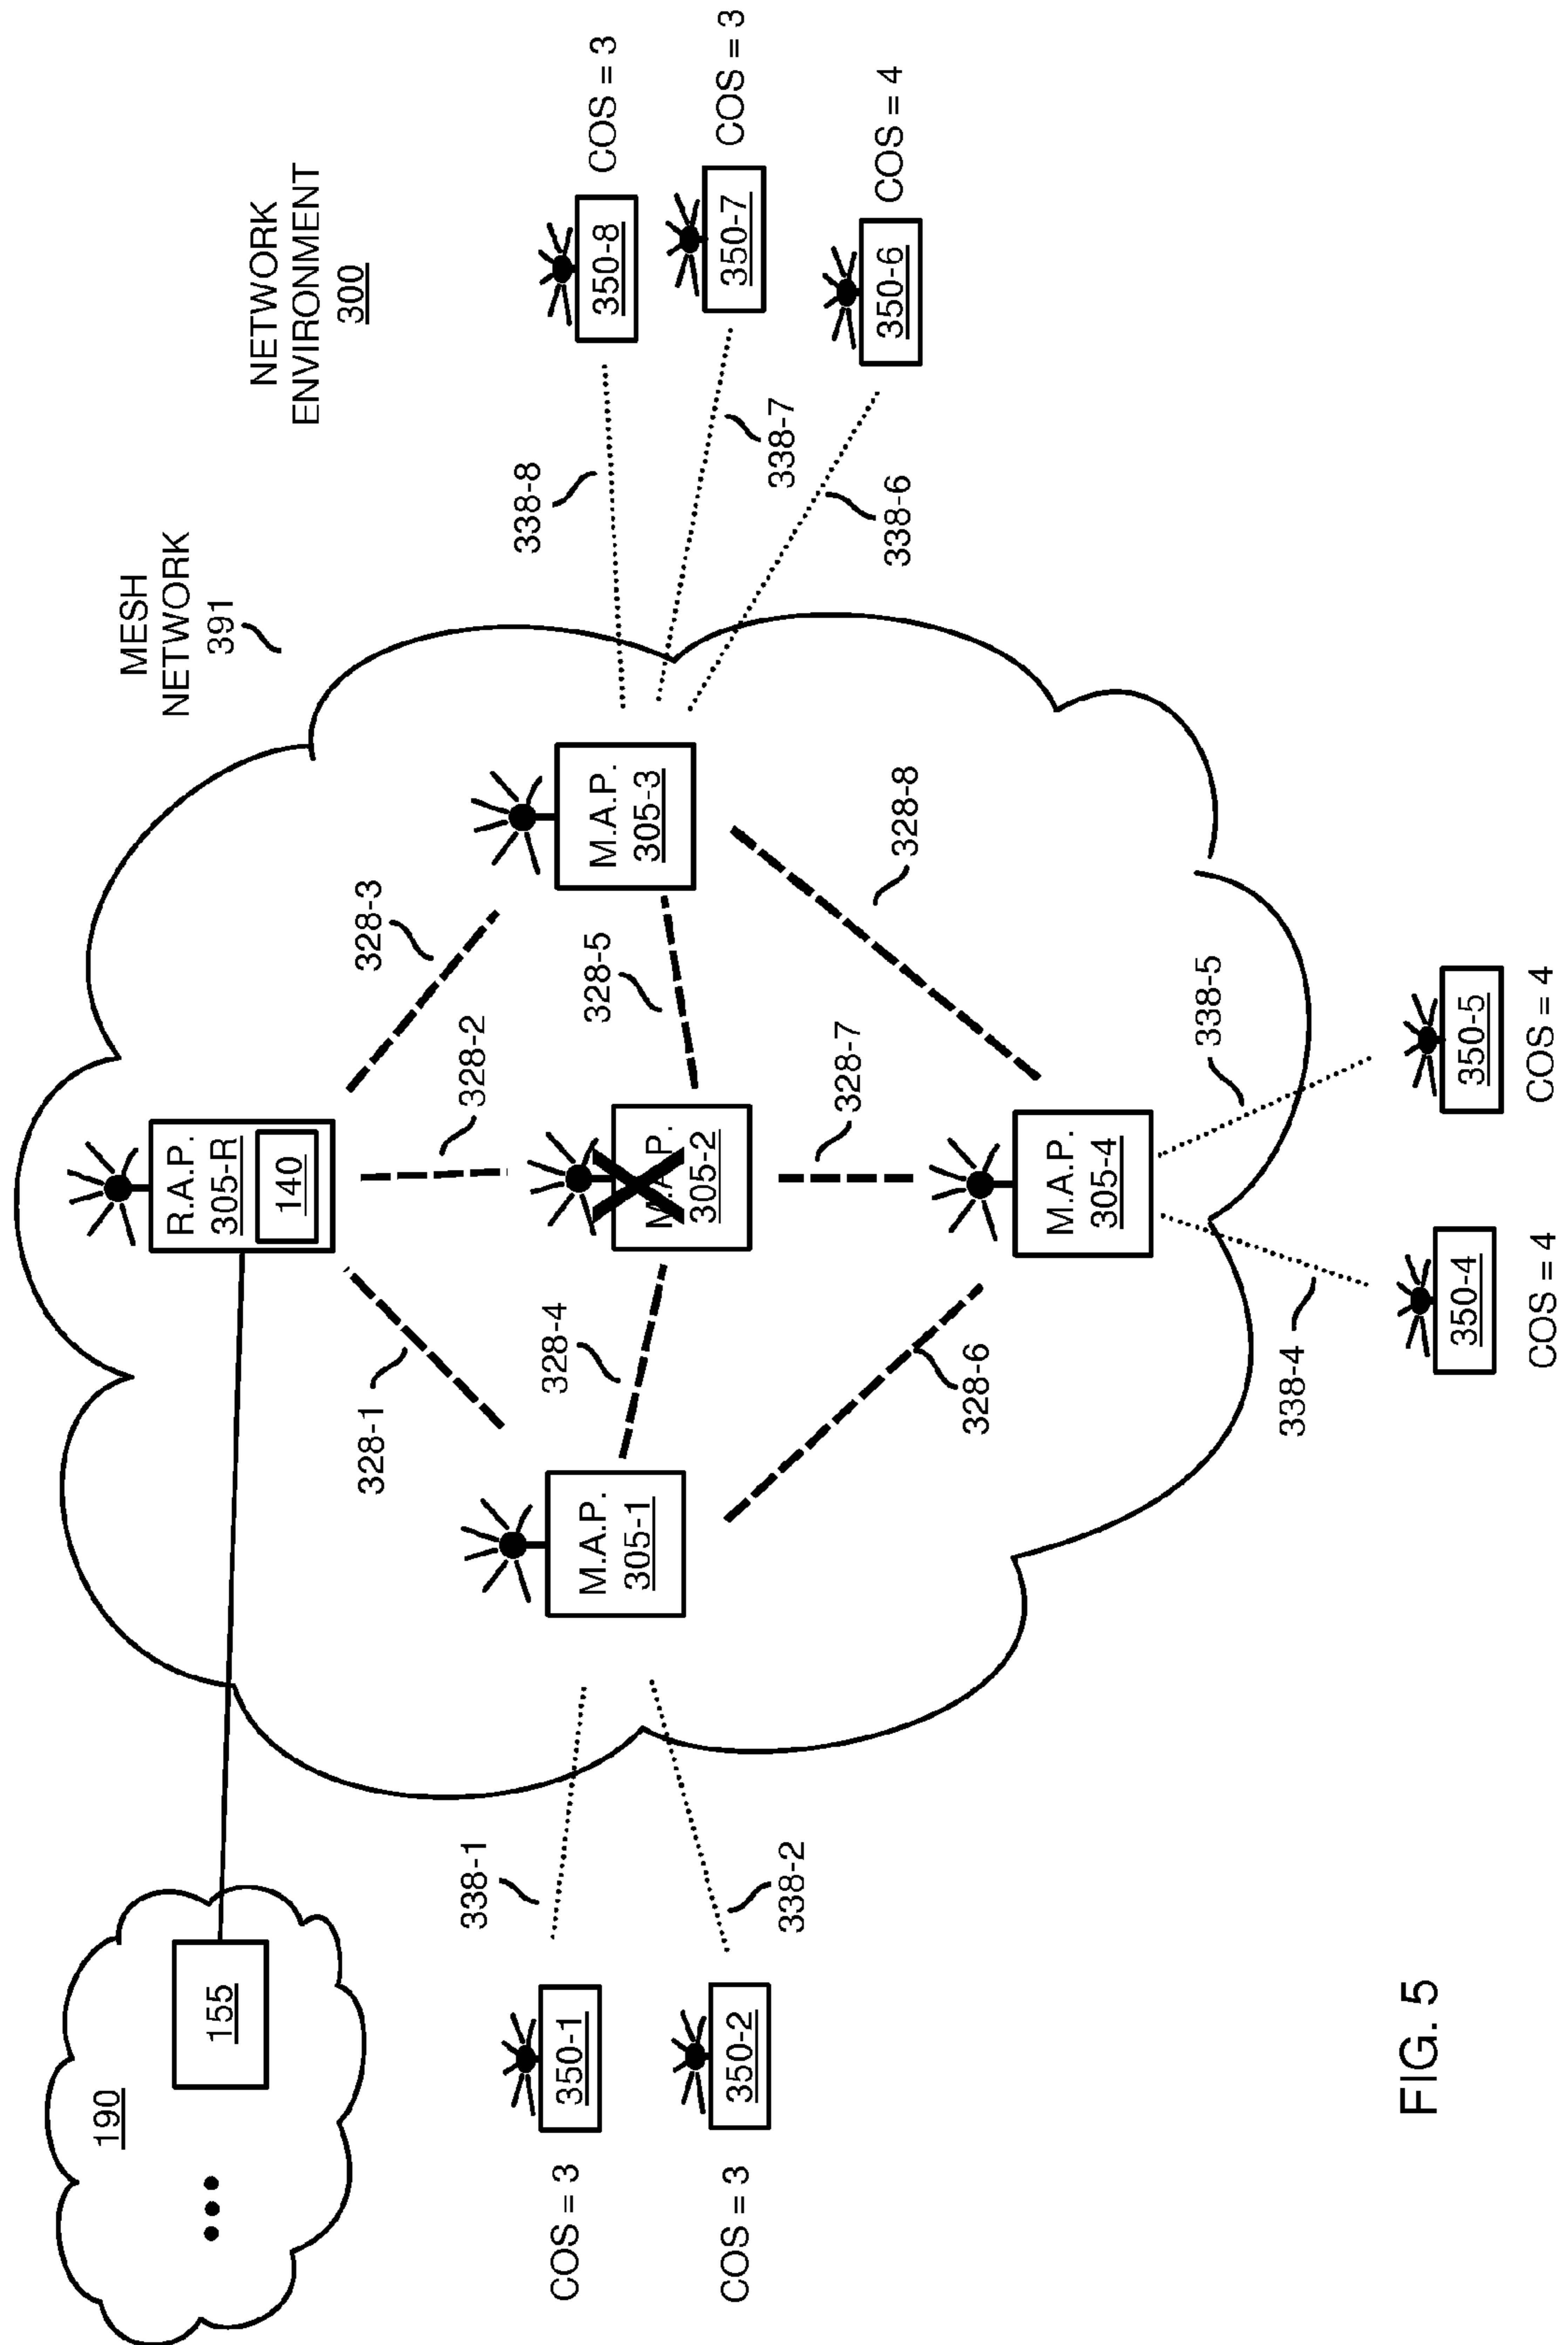 NETWORK
ENVIRONMENT
300
MESH
NETWORK
391
190
155
R.A.P.
305-R
140
328-1
328-2
328-3
M.A.P.
305-1
M.A.P.
305-2
M.A.P.
305-3
328-4
328-5
328-6
328-7
328-8
M.A.P.
305-4
338-1
338-2
350-1
COS = 3
350-2
COS = 3
338-8
350-8
COS = 3
338-7
350-7
COS = 3
338-6
350-6
COS = 4
338-4
350-4
COS = 4
338-5
350-5
COS = 4
FIG. 5